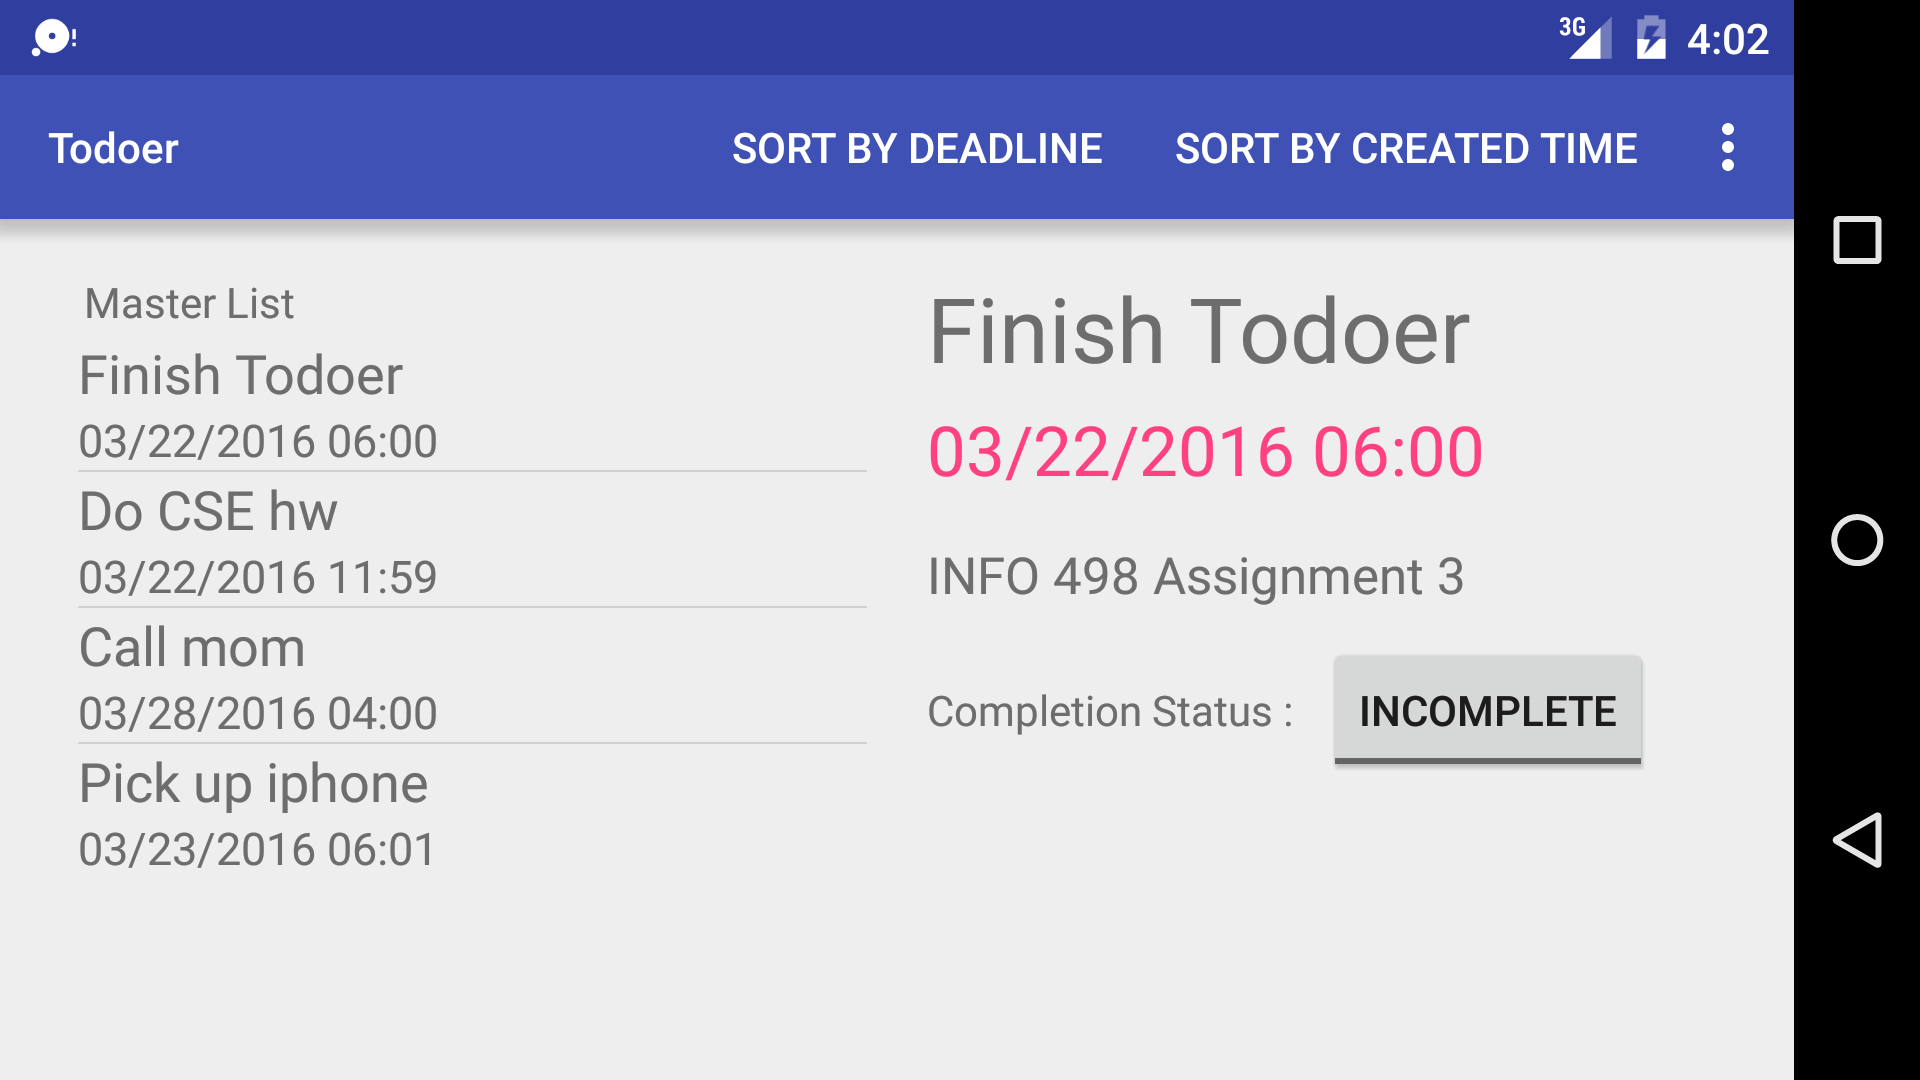 3G 4:02
Todoer SORT BY DEADLINE SORT BY CREATED TIME
Master List
Finish Todoer
03/22/2016 06:00
Do CSE hw
03/22/2016 11:59
Call mom
03/28/2016 04:00
Pick up iphone
03/23/2016 06:01
Finish Todoer
03/22/2016 06:00
INFO 498 Assignment 3
Completion Status : INCOMPLETE